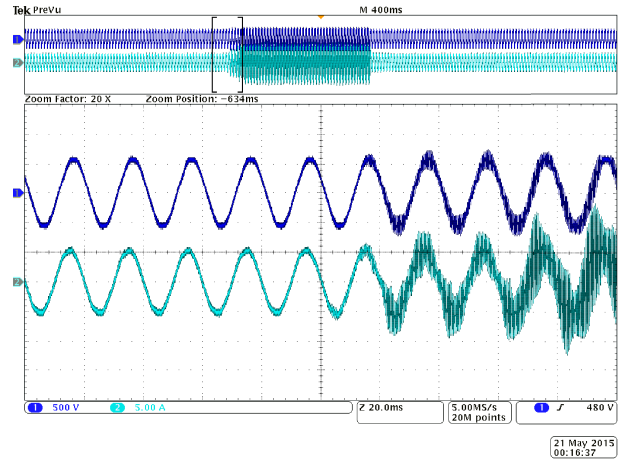 Tek PreVu M 400ms
1
2
Zoom Factor: 20 X Zoom Position: −634ms
1
2
1 500 V 2 5.00 A Z 20.0ms 5.00MS/s 1 480 V
20M points
21 May 2015
00:16:37